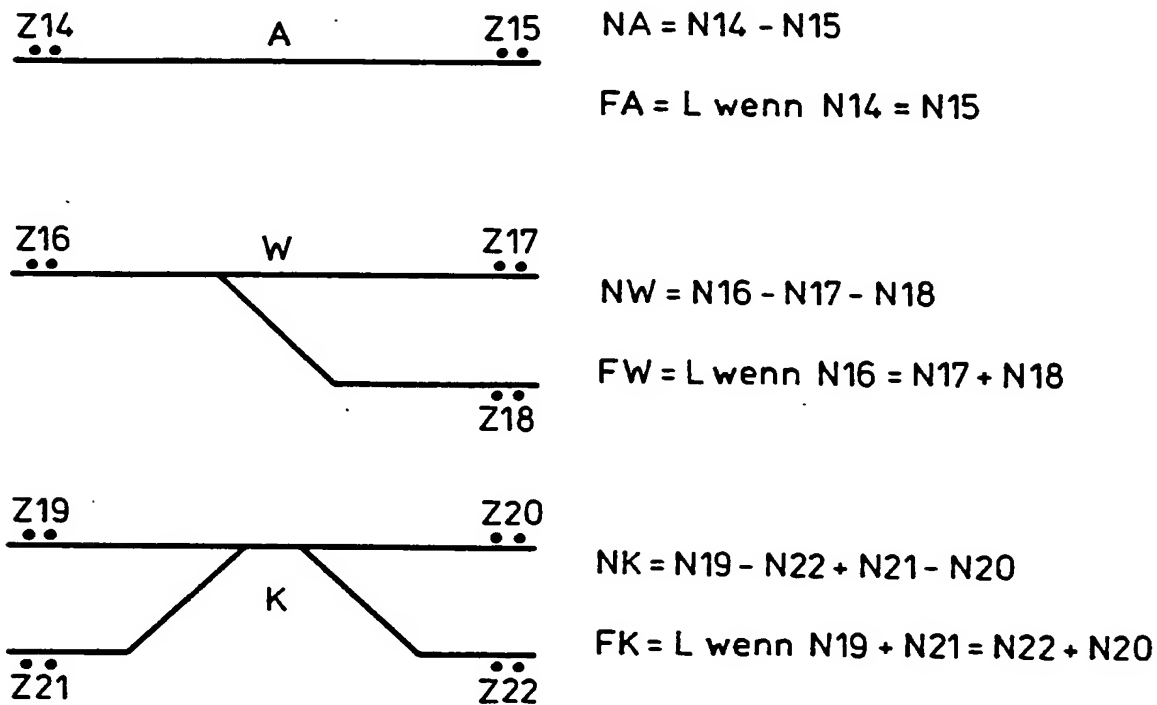 Z14 A Z15 NA = N14 - N15
FA = L wenn N14 = N15
Z16 W Z17
NW = N16 - N17 - N18
FW = L wenn N16 = N17 + N18
Z18
Z19 Z20
NK = N19 - N22 + N21 - N20
K
FK = L wenn N19 + N21 = N22 + N20
Z21 Z22